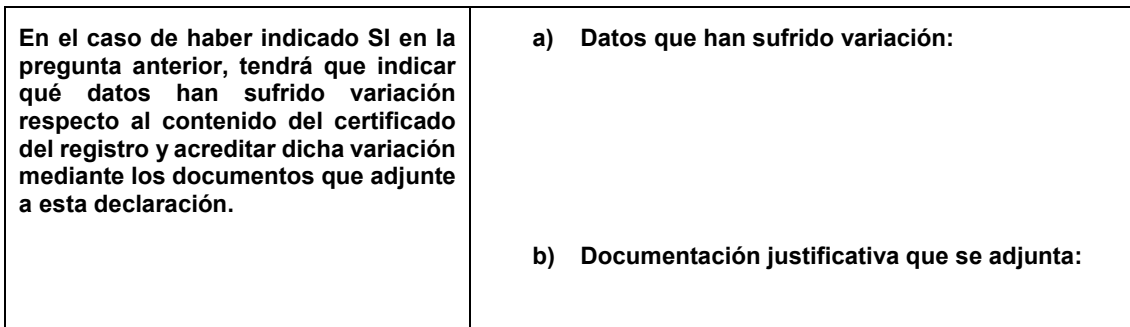 En el caso de haber indicado SI en la
pregunta anterior, tendrá que indicar
qué datos han sufrido variación
respecto al contenido del certificado
del registro y acreditar dicha variación
mediante los documentos que adjunte
a esta declaración.
a) Datos que han sufrido variación:
b) Documentación justificativa que se adjunta: